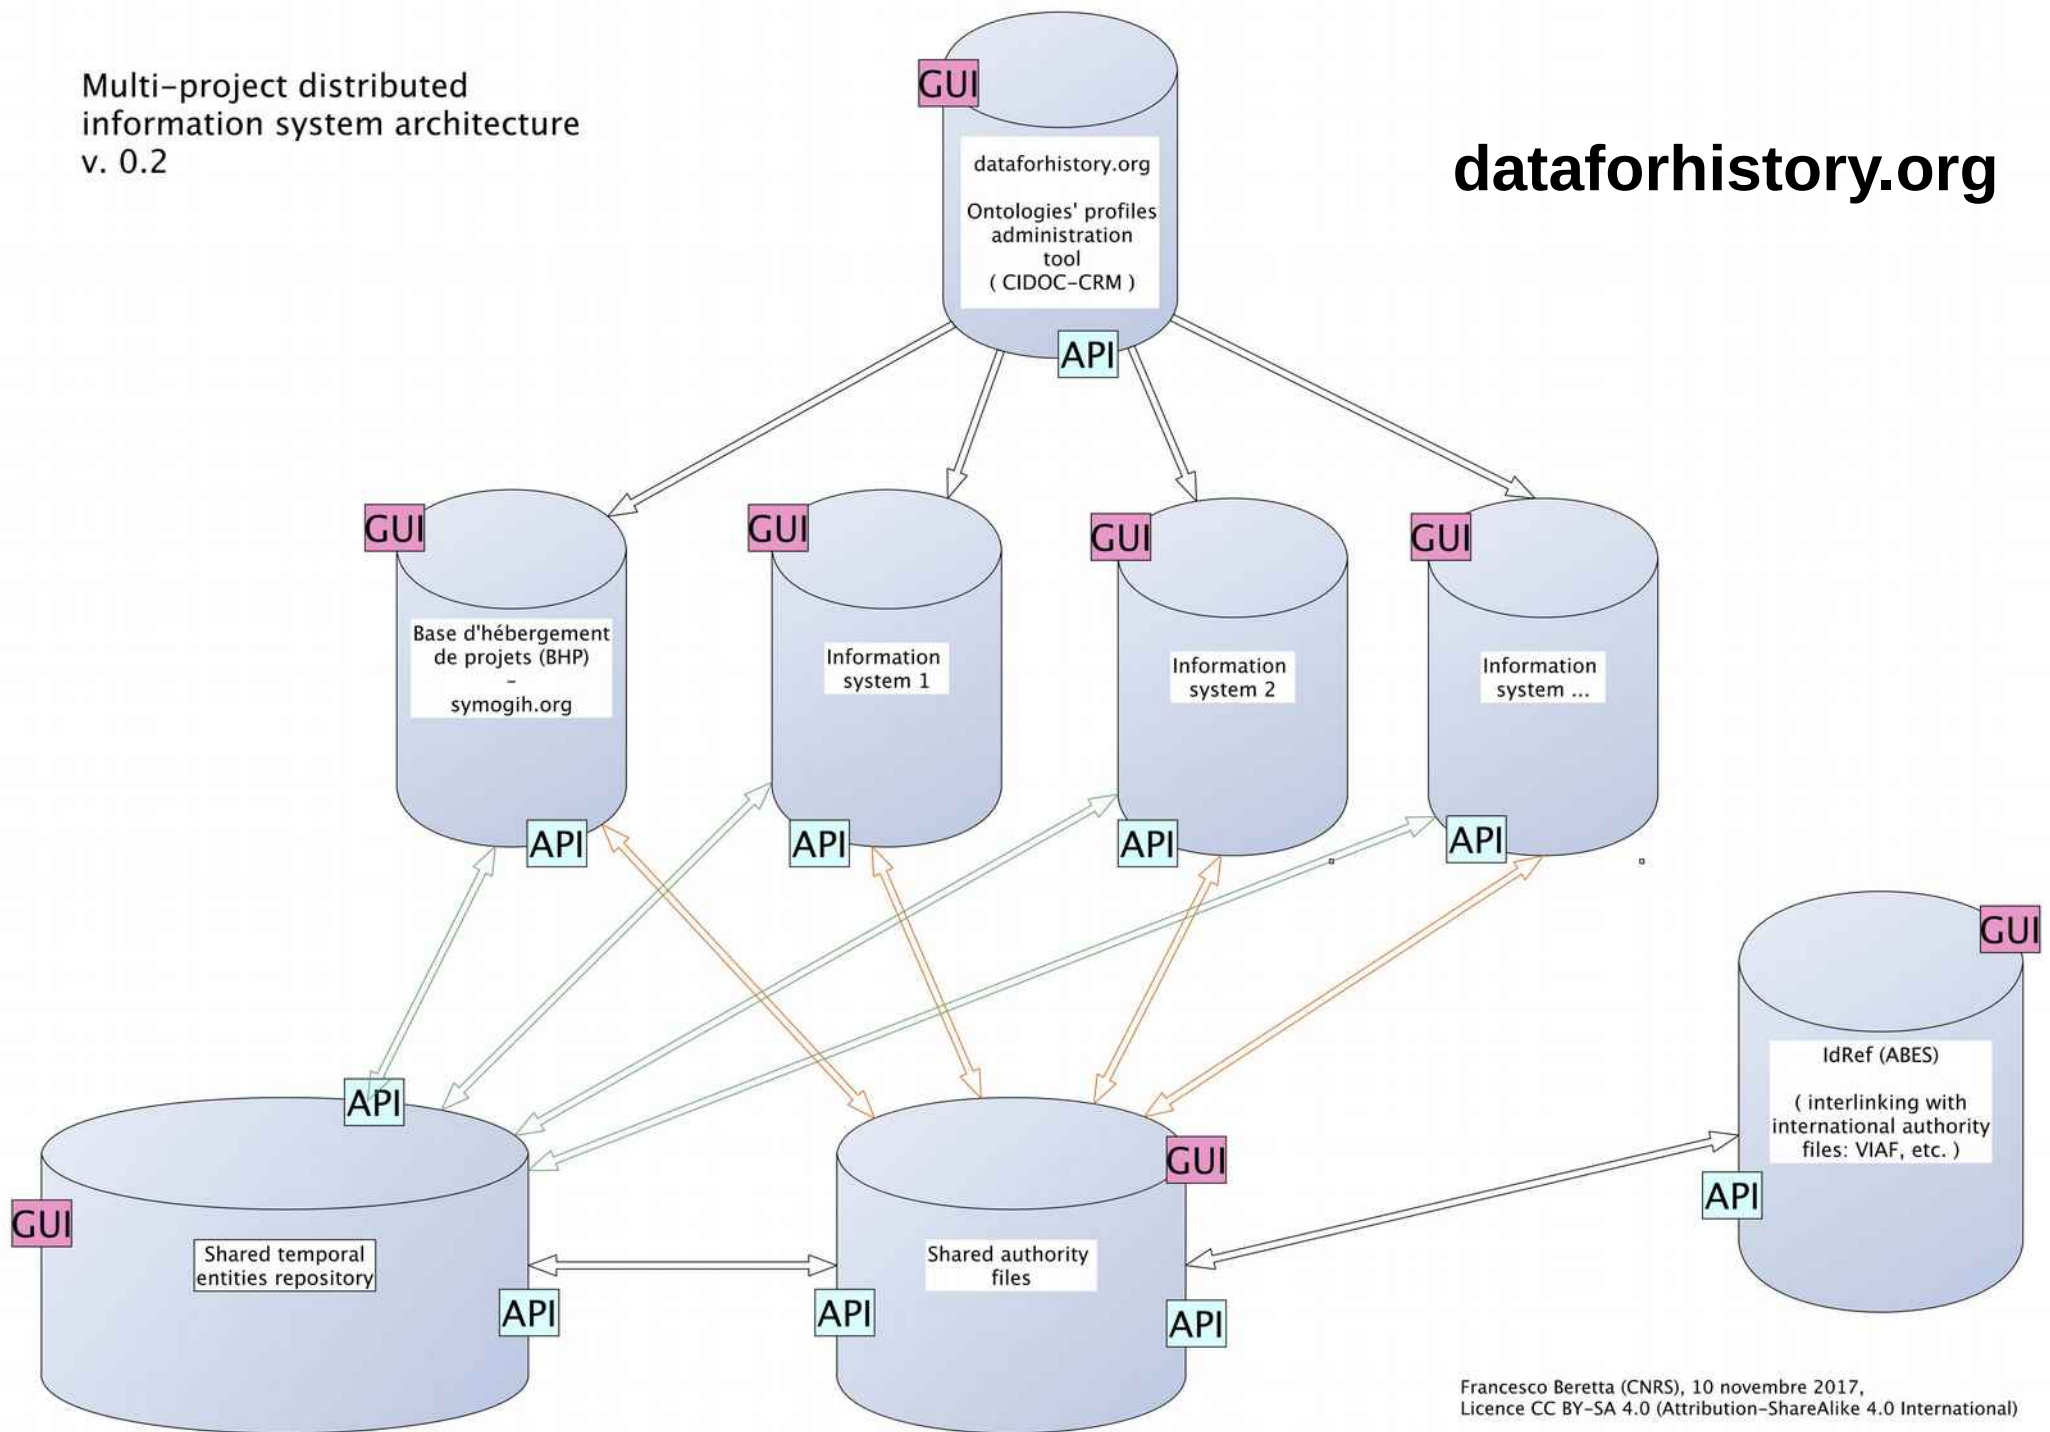 Multi-project distributed
information system architecture
v. 0.2
GUI
dataforhistory.org
Ontologies' profiles
administration
tool
( CIDOC-CRM )
API
dataforhistory.org
GUI
Base d'hébergement
de projets (BHP)
-
symogih.org
API
GUI
Information
system 1
API
GUI
Information
system 2
API
GUI
Information
system ...
API
API
GUI
Shared temporal
entities repository
API
GUI
Shared authority
files
API
API
GUI
IdRef (ABES)
( interlinking with
international authority
files: VIAF, etc. )
API
Francesco Beretta (CNRS), 10 novembre 2017,
Licence CC BY-SA 4.0 (Attribution-ShareAlike 4.0 International)